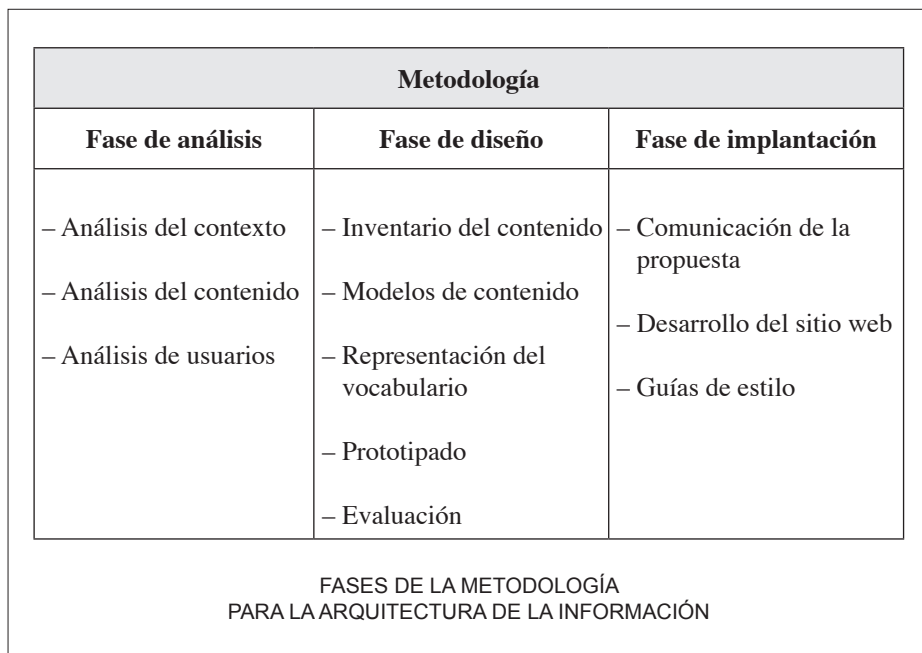 Metodología
Fase de análisis
Fase de diseño
Fase de implantación
– Análisis del contexto
– Análisis del contenido
– Análisis de usuarios
– Inventario del contenido
– Modelos de contenido
– Representación del
vocabulario
– Prototipado
– Evaluación
– Comunicación de la
propuesta
– Desarrollo del sitio web
– Guías de estilo
FASES DE LA METODOLOGÍA
PARA LA ARQUITECTURA DE LA INFORMACIÓN